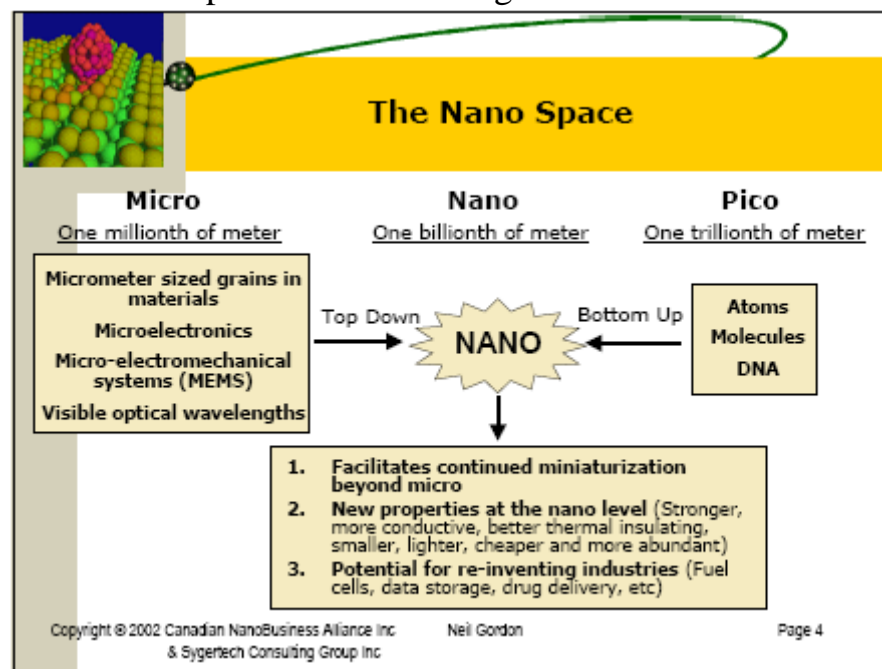 The Nano Space
Micro
One millionth of meter
Nano
One billionth of meter
Pico
One trillionth of meter
Micrometer sized grains in
materials
Microelectronics
Micro-electromechanical
systems (MEMS)
Visible optical wavelengths
Top Down
NANO
Bottom Up
Atoms
Molecules
DNA
1. Facilitates continued miniaturization
beyond micro
2. New properties at the nano level (Stronger,
more conductive, better thermal insulating,
smaller, lighter, cheaper and more abundant)
3. Potential for re-inventing industries (Fuel
cells, data storage, drug delivery, etc)
Copyright © 2002 Canadian NanoBusiness Alliance Inc
& Sygertech Consulting Group Inc
Neil Gordon
Page 4